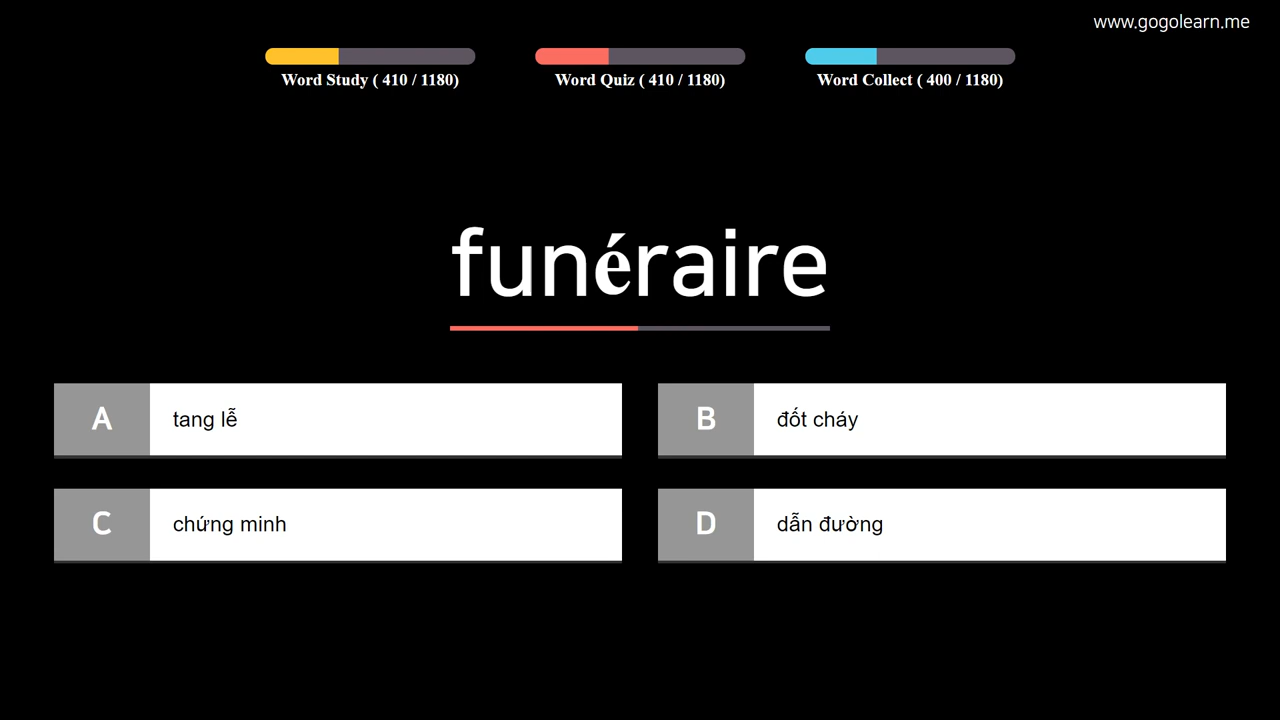 www.gogolearn.me
Word Study ( 410 / 1180)
Word Quiz ( 410 / 1180)
Word Collect ( 400 / 1180)
funéraire
A tang lễ
B đốt cháy
C chứng minh
D dẫn đường